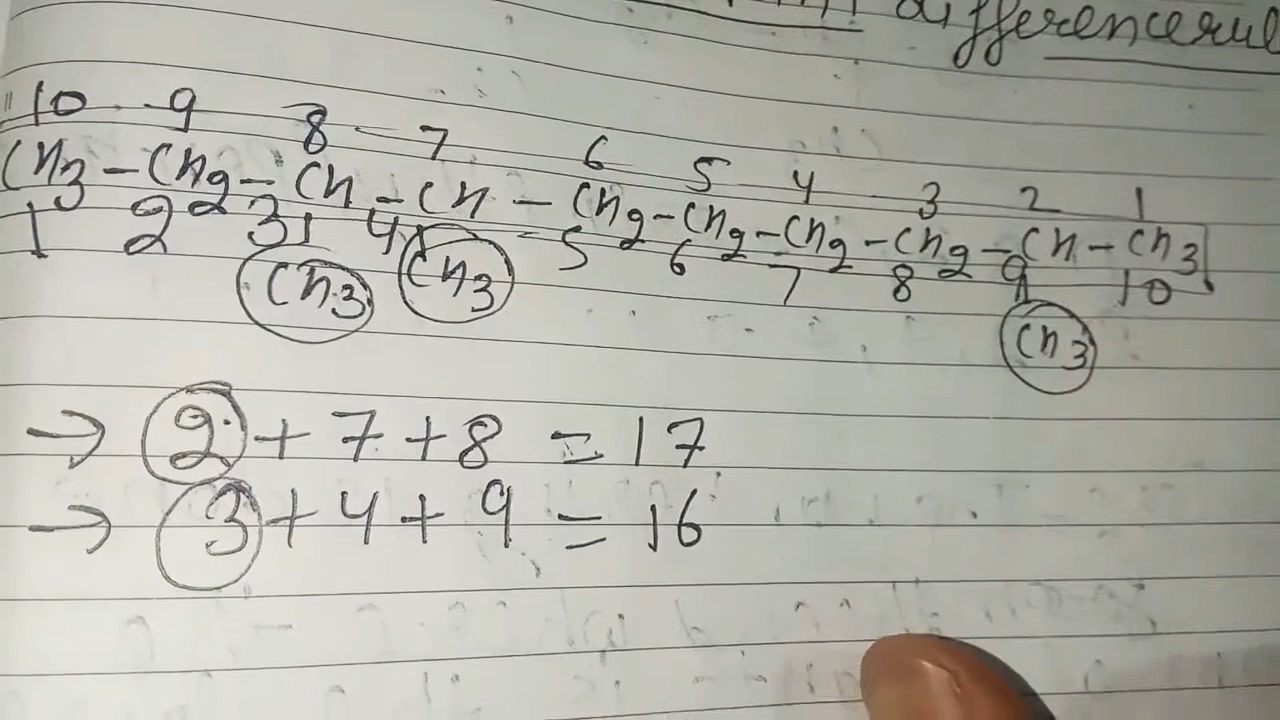 differencerul
10 9 8 7 6 5 4 3 2 1
CH3 - CH2 - CH - CH - CH2 - CH2 - CH2 - CH2 - CH - CH3
1 2 3 4 5 6 7 8 9 10
CH3 CH3 CH3
→ 2 + 7 + 8 = 17
→ 3 + 4 + 9 = 16